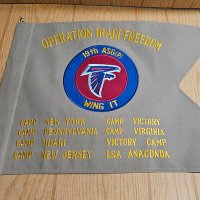 OPERATION IRAQI FREEDOM
19th ASG(P)
WING IT
CAMP NEW YORK CAMP VICTORY
CAMP PENNSYLVANIA CAMP VIRGINIA
CAMP UDARI VICTORY CAMP
CAMP NEW JERSEY LSA ANACONDA